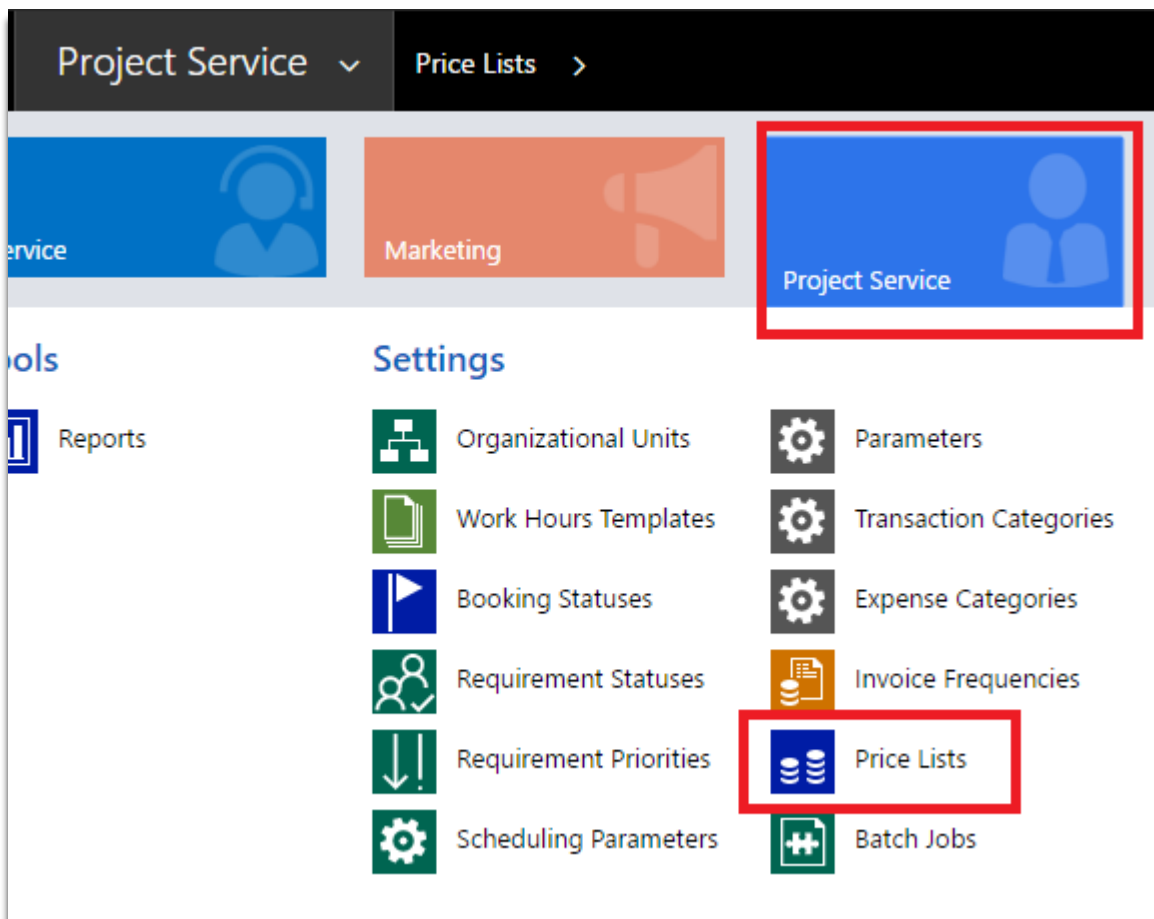 Project Service
Price Lists
ervice
Marketing
Project Service
ools
Settings
Reports
Organizational Units
Parameters
Work Hours Templates
Transaction Categories
Booking Statuses
Expense Categories
Requirement Statuses
Invoice Frequencies
Requirement Priorities
Price Lists
Scheduling Parameters
Batch Jobs